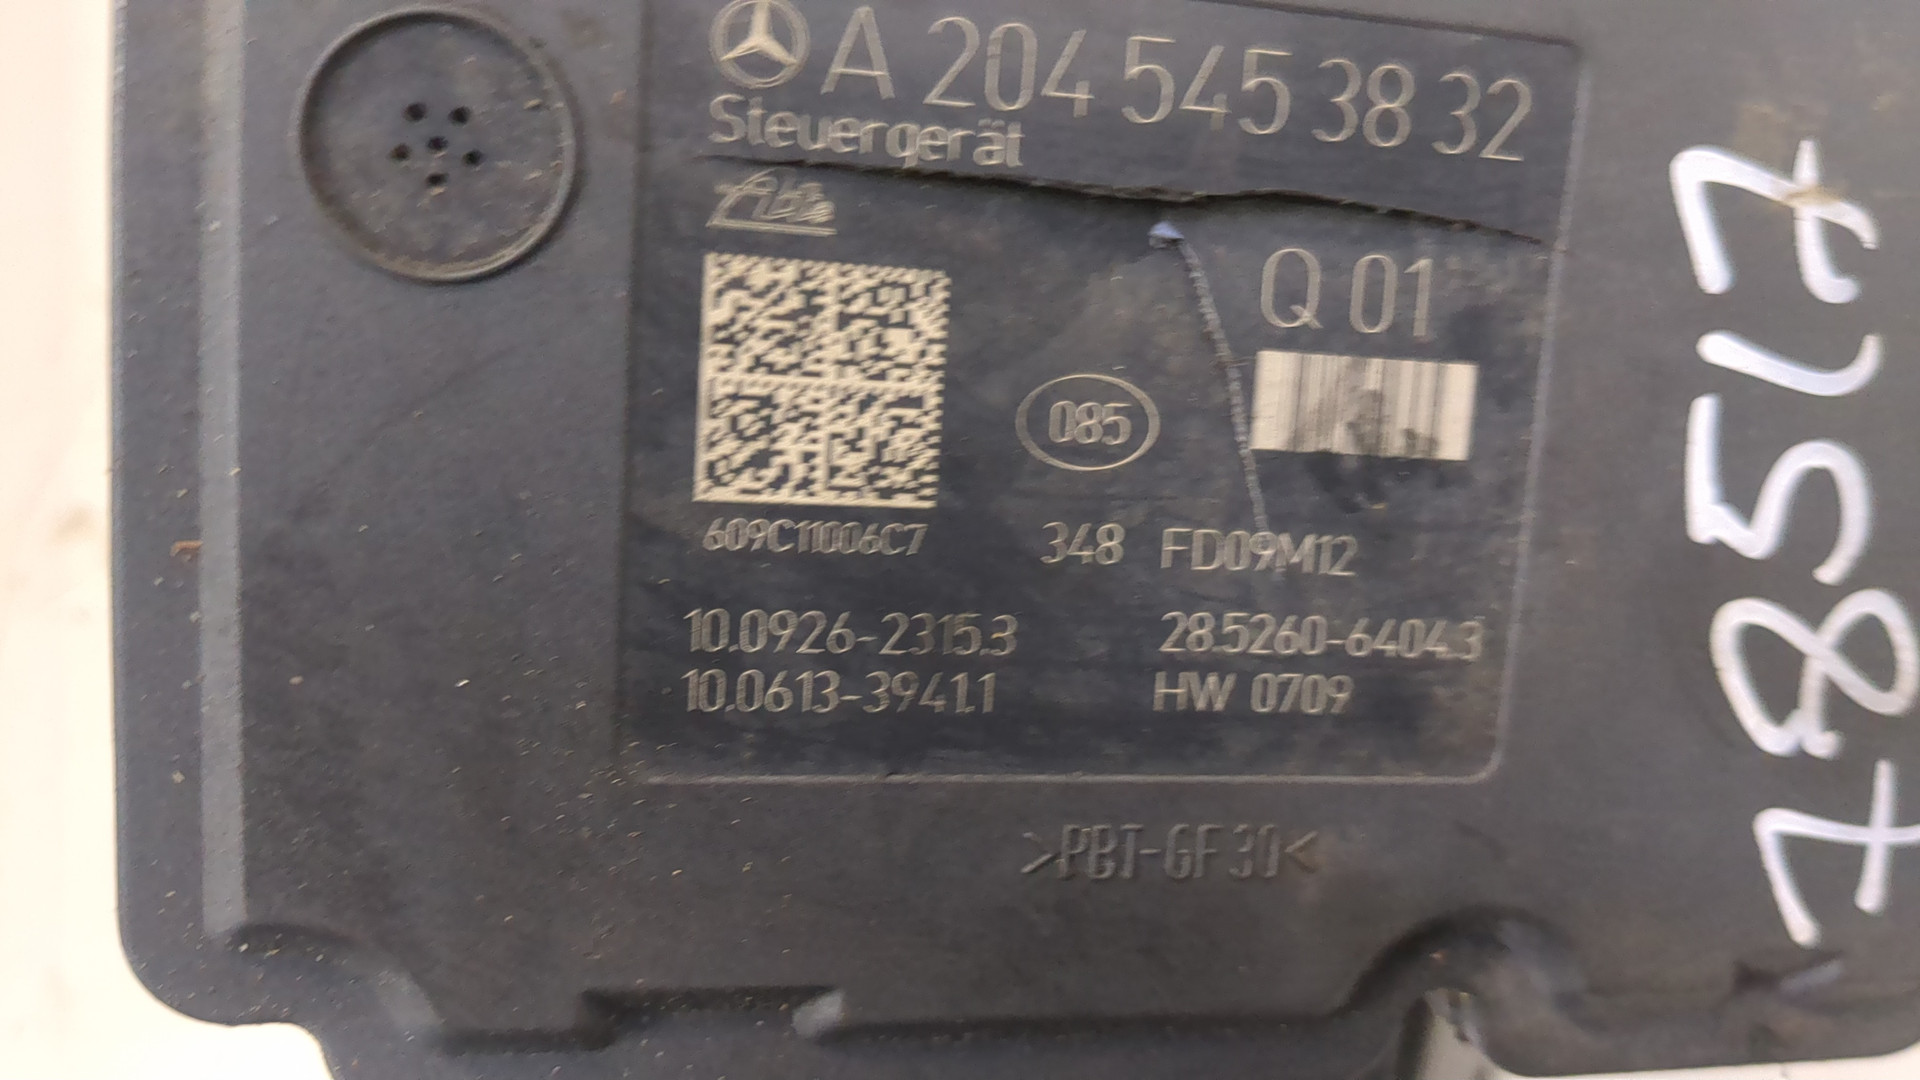 A 204 545 38 32
Steuergerät
Ate
Q 01
085
609C11006C7
348 FD09M12
10.0926-2315.3
28.5260-6404.3
10.0613-3941.1
HW 0709
>PBT-GF30<
78517